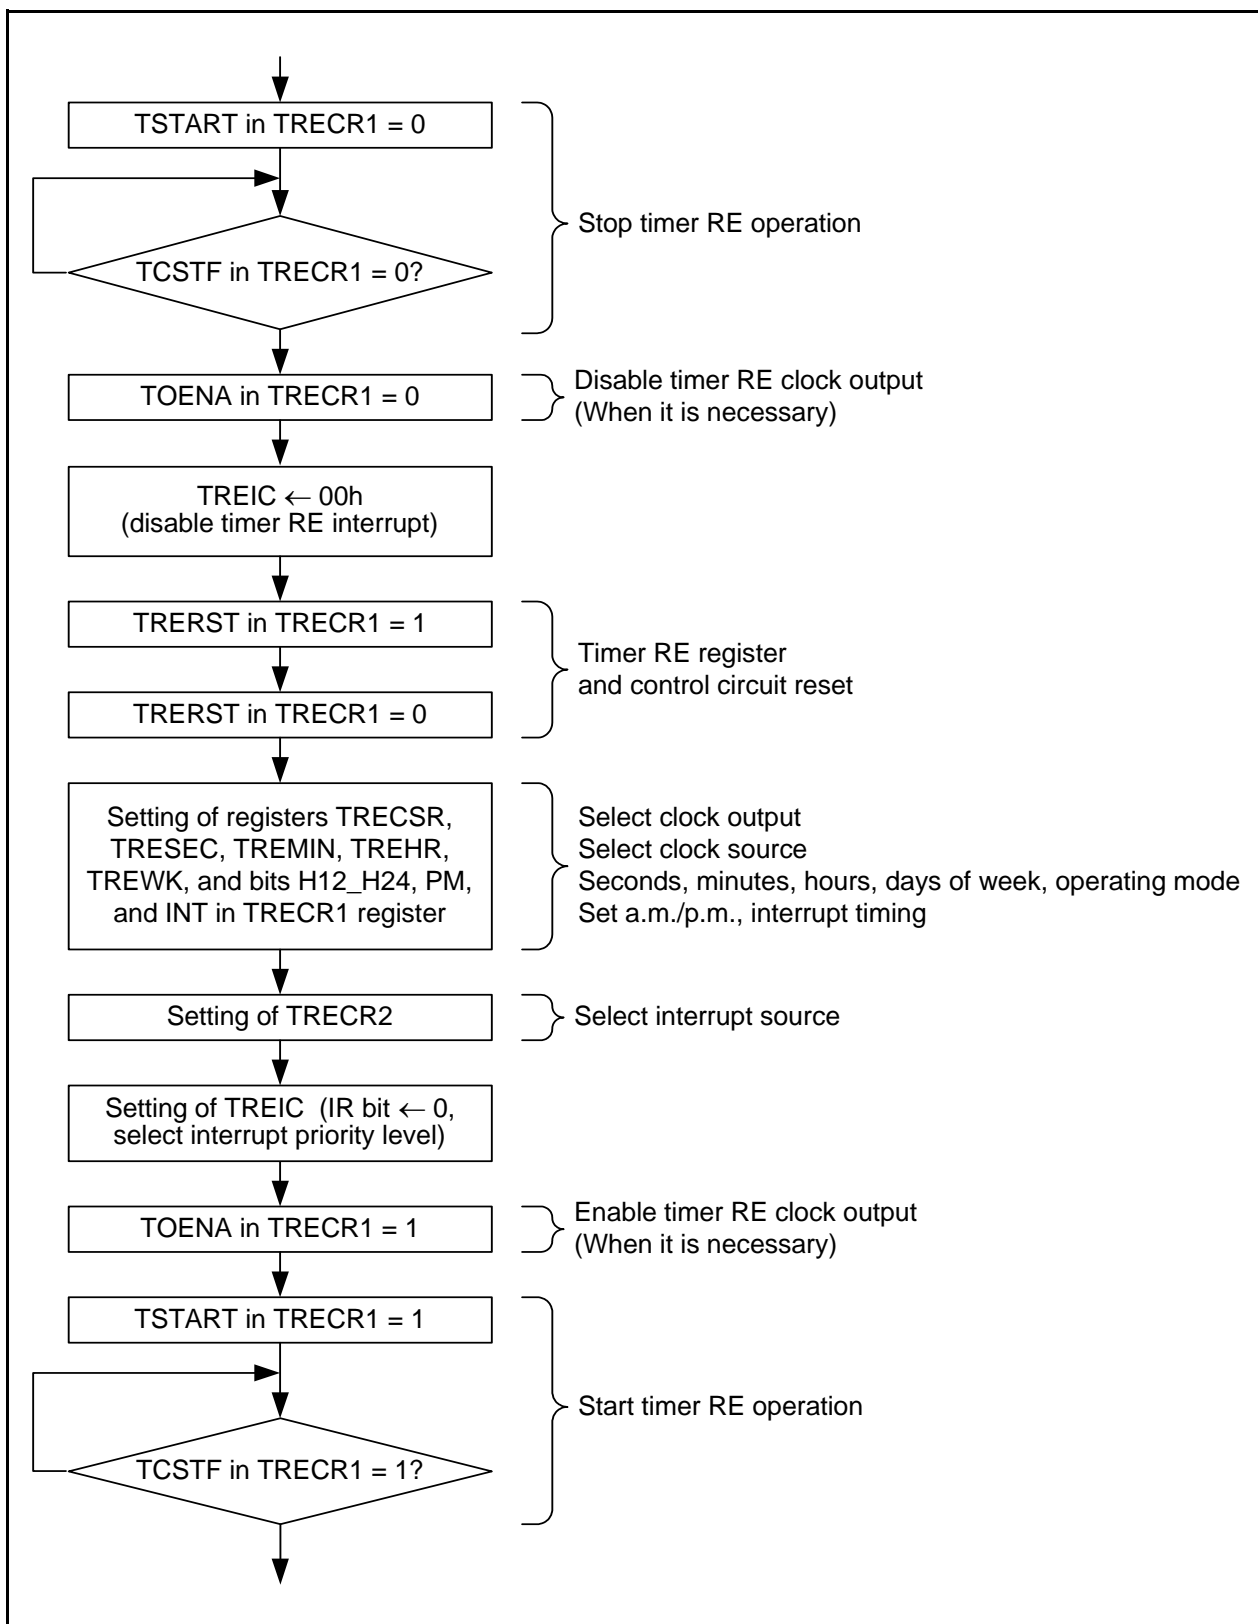 TSTART in TRECR1 = 0
TCSTF in TRECR1 = 0?
Stop timer RE operation
TOENA in TRECR1 = 0
Disable timer RE clock output
(When it is necessary)
TREIC ← 00h
(disable timer RE interrupt)
TRERST in TRECR1 = 1
TRERST in TRECR1 = 0
Timer RE register
and control circuit reset
Setting of registers TRECSR,
TRESEC, TREMIN, TREHR,
TREWK, and bits H12_H24, PM,
and INT in TRECR1 register
Select clock output
Select clock source
Seconds, minutes, hours, days of week, operating mode
Set a.m./p.m., interrupt timing
Setting of TRECR2
Select interrupt source
Setting of TREIC (IR bit ← 0,
select interrupt priority level)
TOENA in TRECR1 = 1
Enable timer RE clock output
(When it is necessary)
TSTART in TRECR1 = 1
TCSTF in TRECR1 = 1?
Start timer RE operation